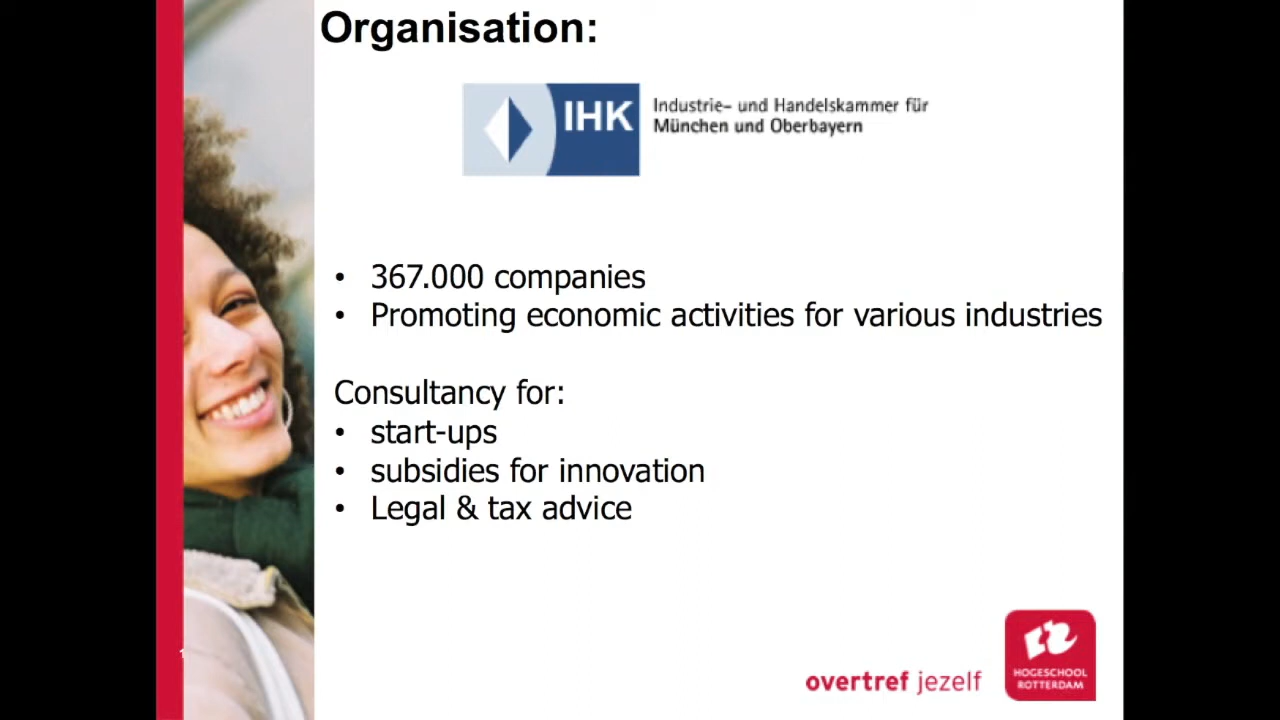 Organisation:
IHK
Industrie- und Handelskammer für
München und Oberbayern
• 367.000 companies
• Promoting economic activities for various industries
Consultancy for:
• start-ups
• subsidies for innovation
• Legal & tax advice
1
overtref jezelf
HOGESCHOOL
ROTTERDAM